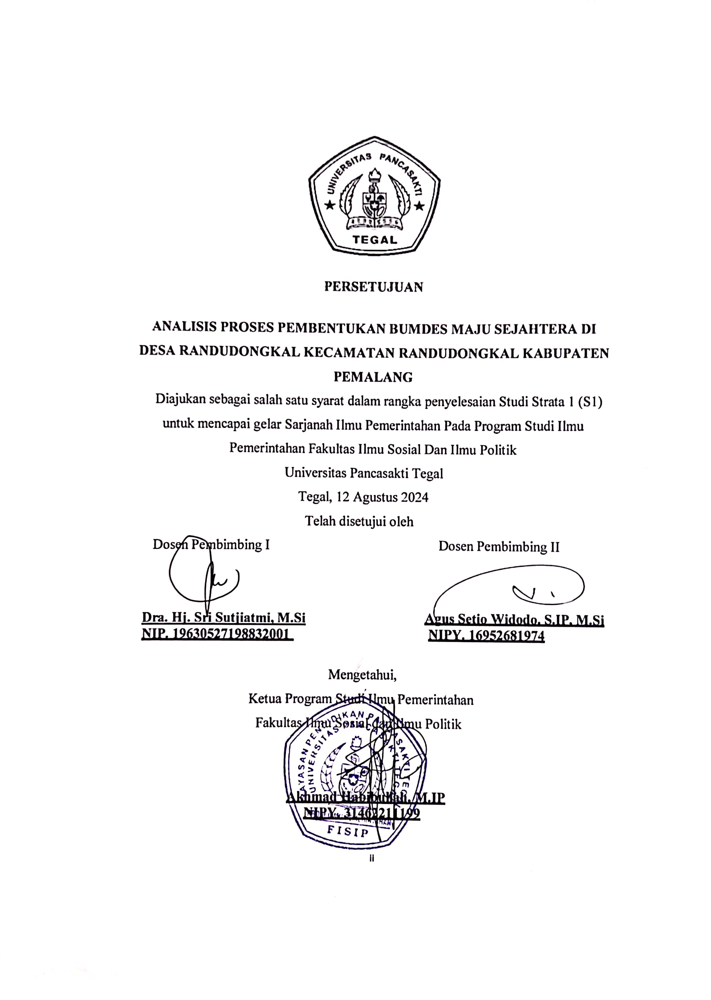 UNIVERSITAS PANCASAKTI
TEGAL
PERSETUJUAN
ANALISIS PROSES PEMBENTUKAN BUMDES MAJU SEJAHTERA DI
DESA RANDUDONGKAL KECAMATAN RANDUDONGKAL KABUPATEN
PEMALANG
Diajukan sebagai salah satu syarat dalam rangka penyelesaian Studi Strata 1 (S1)
untuk mencapai gelar Sarjanah Ilmu Pemerintahan Pada Program Studi Ilmu
Pemerintahan Fakultas Ilmu Sosial Dan Ilmu Politik
Universitas Pancasakti Tegal
Tegal, 12 Agustus 2024
Telah disetujui oleh
Dosen Pembimbing I Dosen Pembimbing II
Dra. Hj. Sri Sutjiatmi, M.Si Agus Setio Widodo, S.IP, M.Si
NIP. 19630527198832001 NIPY. 16952681974
Mengetahui,
Ketua Program Studi Ilmu Pemerintahan
Fakultas Ilmu Sosial dan Ilmu Politik
YAYASAN PENDIDIKAN PANCASAKTI TEGAL
UNIVERSITAS PANCASAKTI TEGAL
Akhmad Habibullah, M.IP
NIPY. 31462211199
FISIP
ii